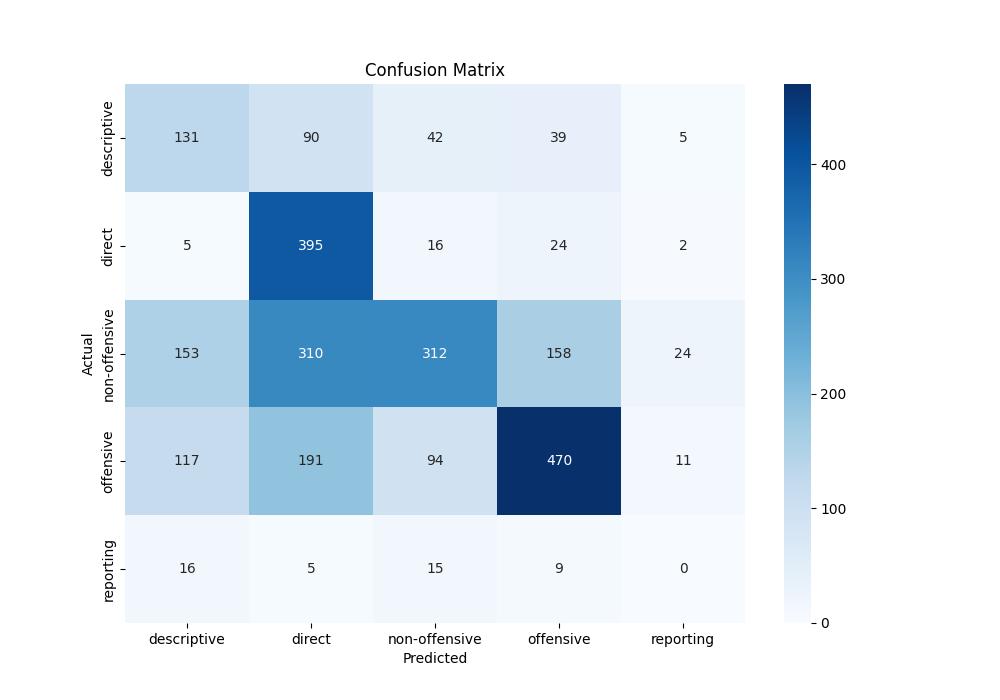 Confusion Matrix
descriptive 131 90 42 39 5
direct 5 395 16 24 2
non-offensive 153 310 312 158 24
offensive 117 191 94 470 11
reporting 16 5 15 9 0
descriptive direct non-offensive offensive reporting
Predicted
Actual
400
300
200
100
0